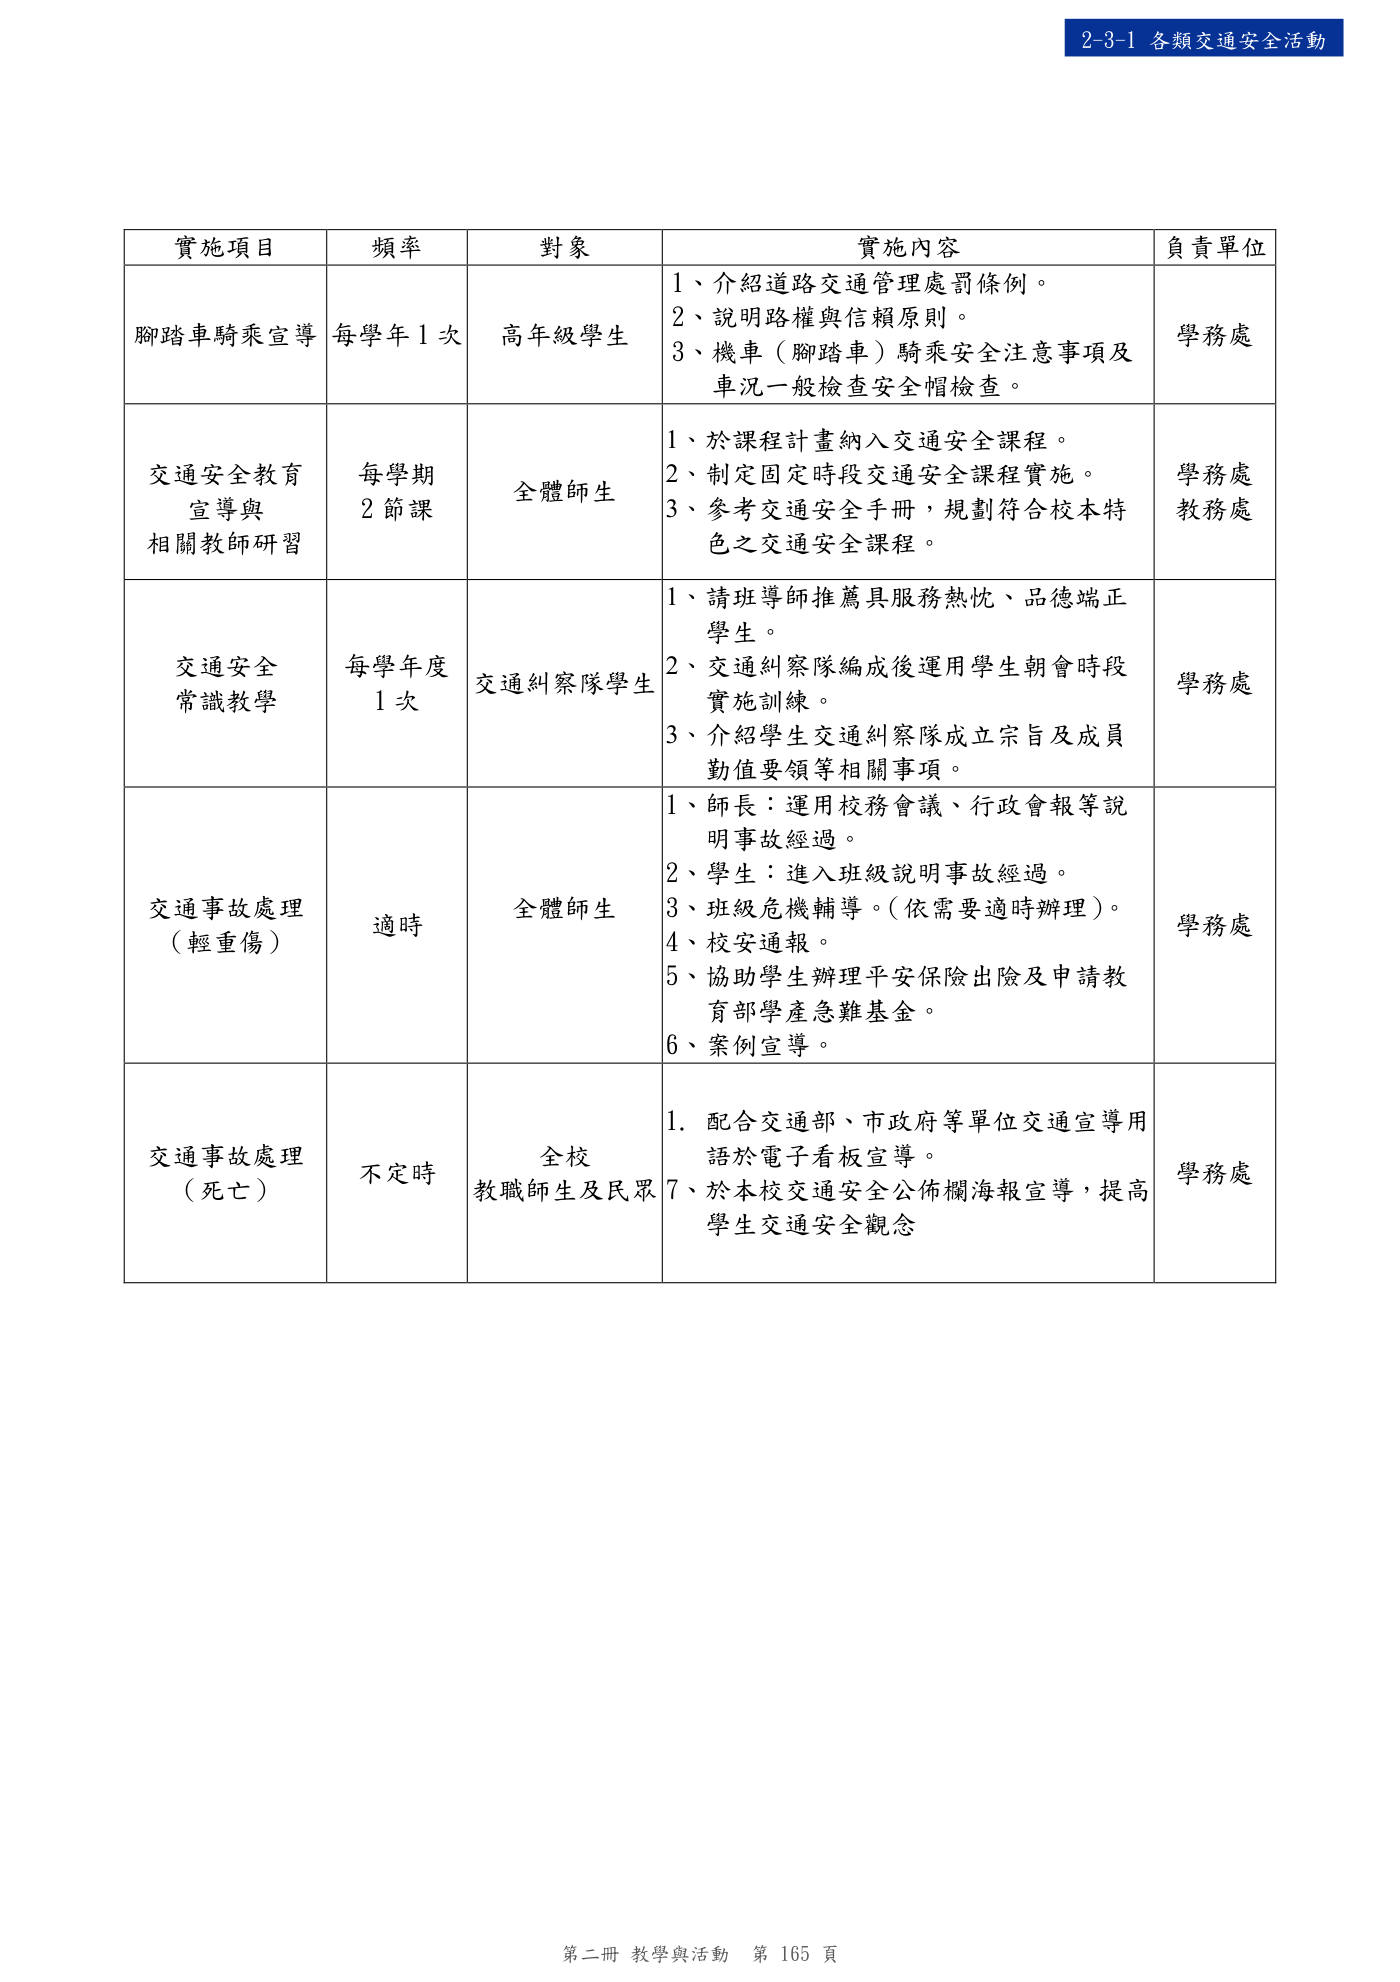 2-3-1 各類交通安全活動
實施項目 頻率 對象 實施內容 負責單位
腳踏車騎乘宣導 每學年 1 次 高年級學生
1、介紹道路交通管理處罰條例。
2、說明路權與信賴原則。
3、機車（腳踏車）騎乘安全注意事項及
車況一般檢查安全帽檢查。
學務處
交通安全教育
宣導與
相關教師研習
每學期
2 節課
全體師生
1、於課程計畫納入交通安全課程。
2、制定固定時段交通安全課程實施。
3、參考交通安全手冊，規劃符合校本特
色之交通安全課程。
學務處
教務處
交通安全
常識教學
每學年度
1 次
交通糾察隊學生
1、請班導師推薦具服務熱忱、品德端正
學生。
2、交通糾察隊編成後運用學生朝會時段
實施訓練。
3、介紹學生交通糾察隊成立宗旨及成員
勤值要領等相關事項。
學務處
交通事故處理
（輕重傷）
適時
全體師生
1、師長：運用校務會議、行政會報等說
明事故經過。
2、學生：進入班級說明事故經過。
3、班級危機輔導。（依需要適時辦理）。
4、校安通報。
5、協助學生辦理平安保險出險及申請教
育部學產急難基金。
6、案例宣導。
學務處
交通事故處理
（死亡）
不定時
全校
教職師生及民眾
1. 配合交通部、市政府等單位交通宣導用
語於電子看板宣導。
7、於本校交通安全公佈欄海報宣導，提高
學生交通安全觀念
學務處
第二冊 教學與活動 第 165 頁